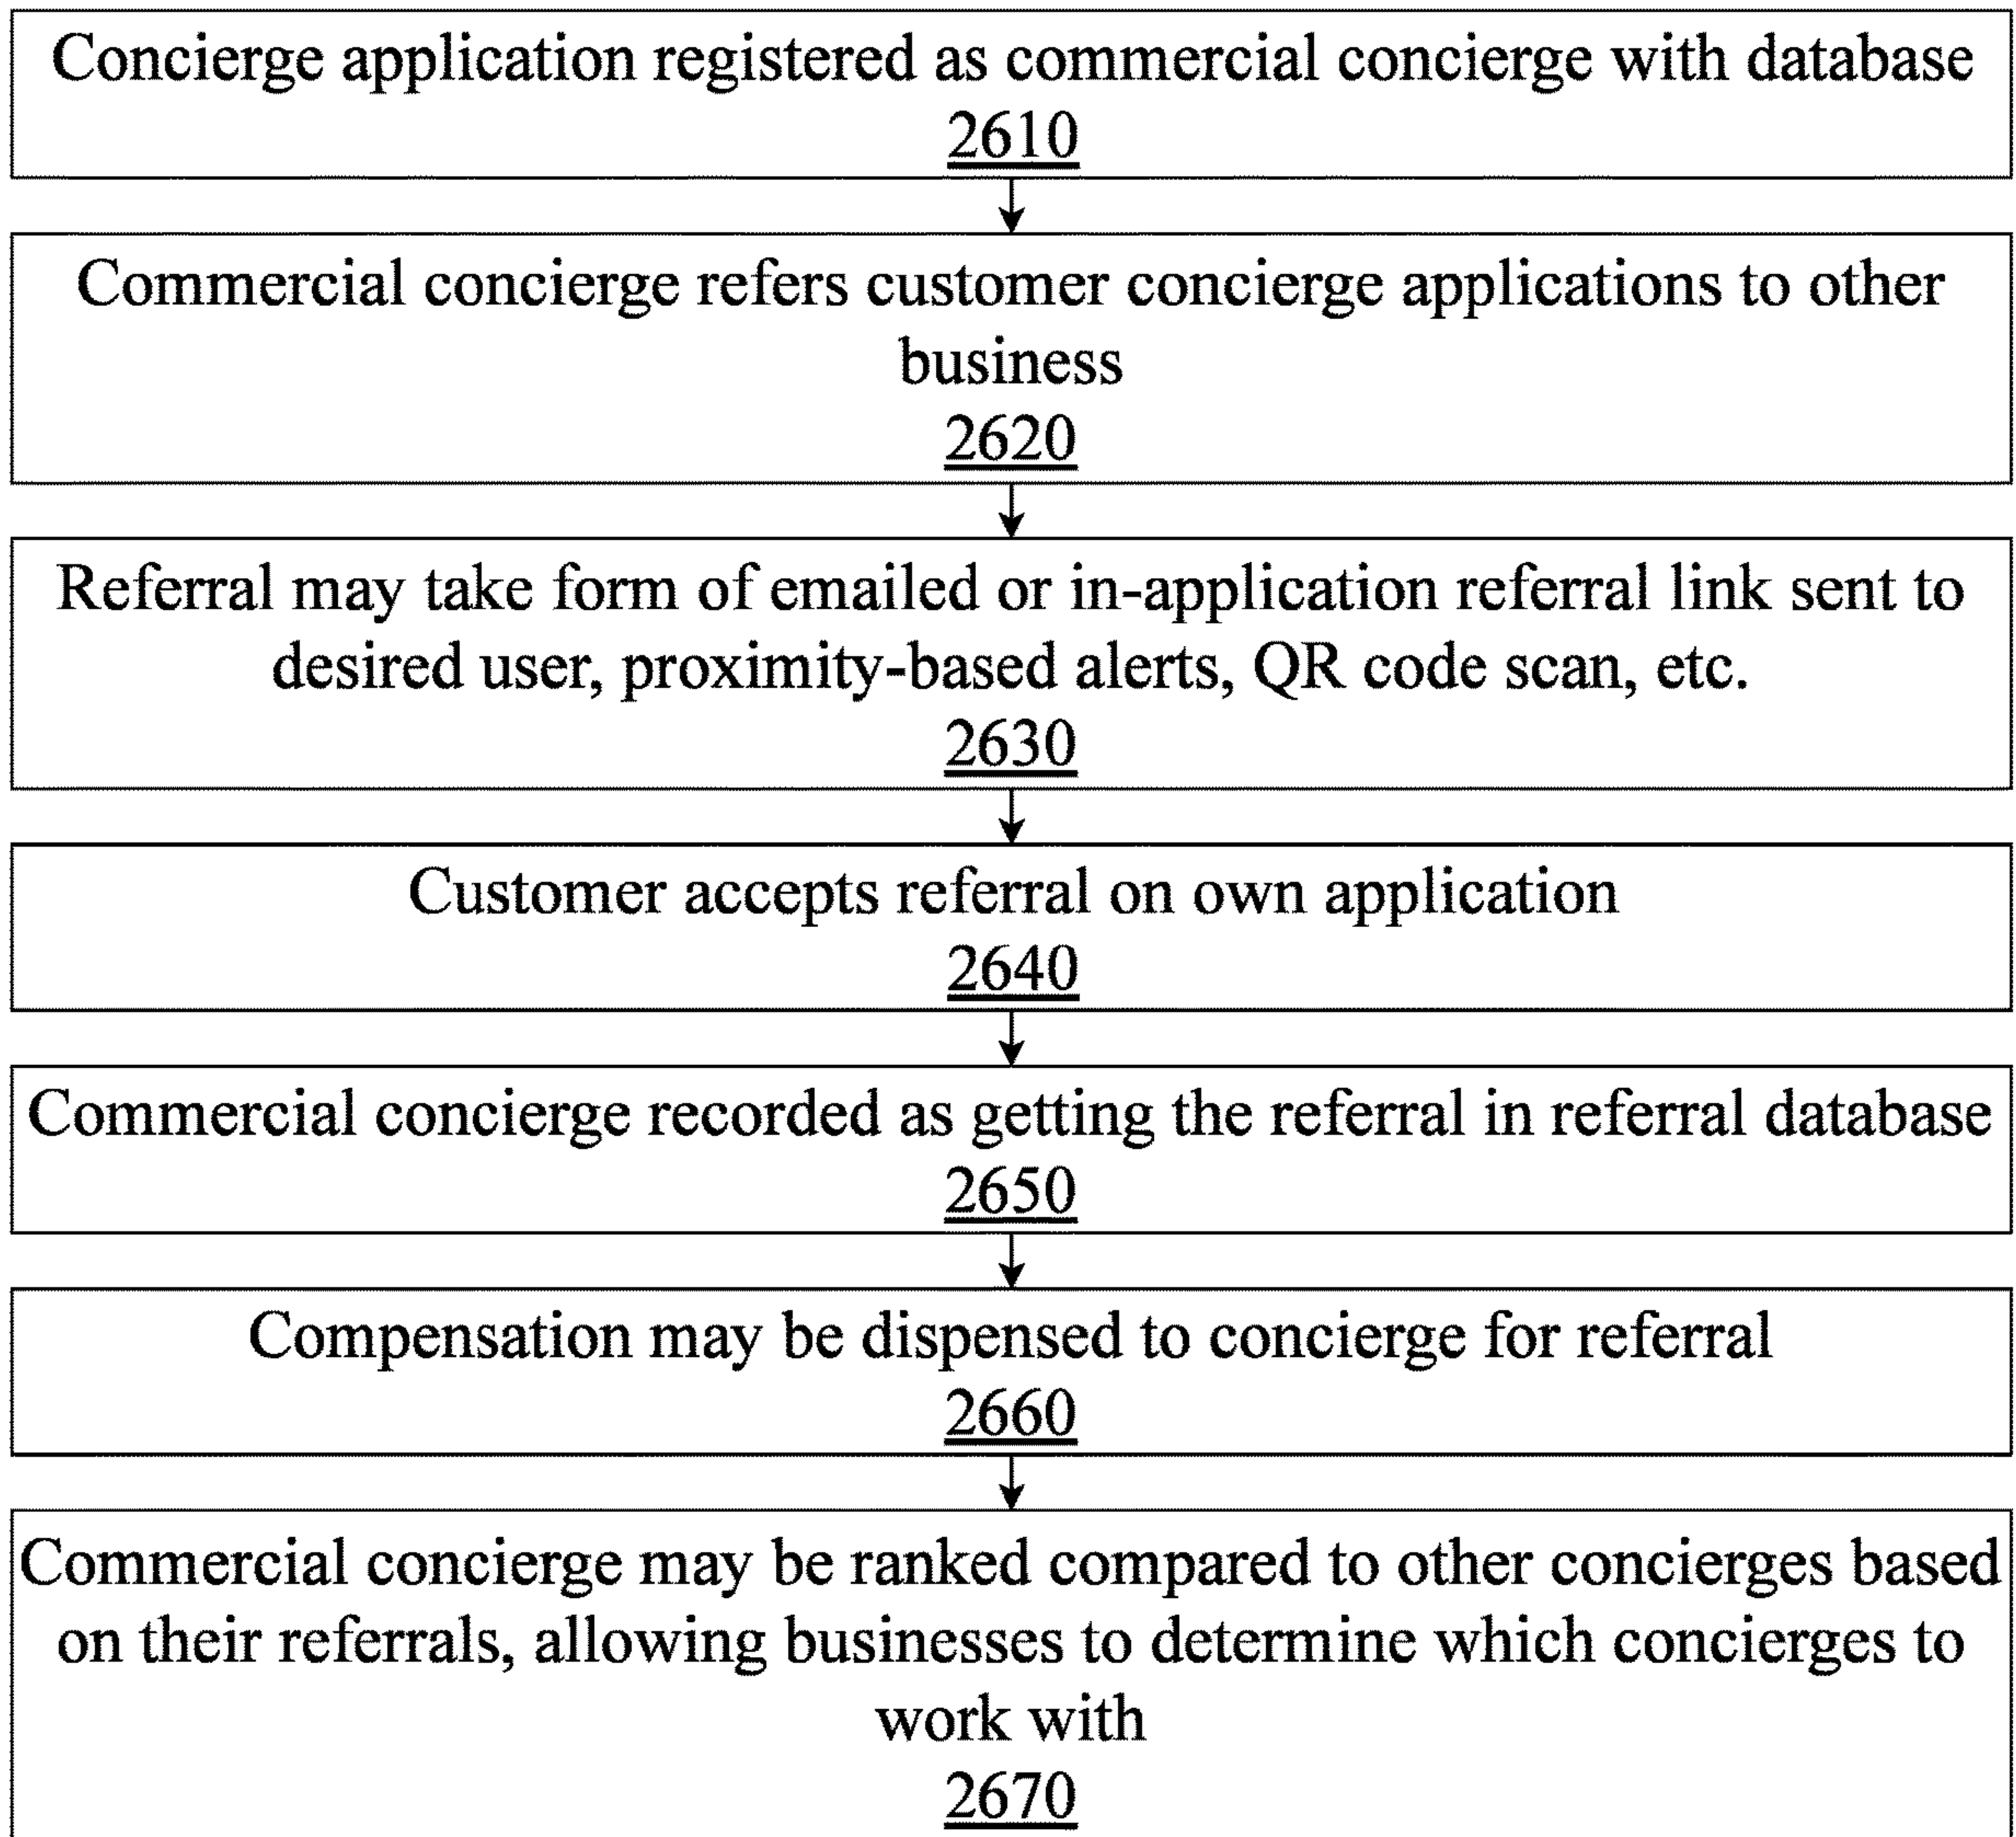 Concierge application registered as commercial concierge with database
2610
Commercial concierge refers customer concierge applications to other
business
2620
Referral may take form of emailed or in-application referral link sent to
desired user, proximity-based alerts, QR code scan, etc.
2630
Customer accepts referral on own application
2640
Commercial concierge recorded as getting the referral in referral database
2650
Compensation may be dispensed to concierge for referral
2660
Commercial concierge may be ranked compared to other concierges based
on their referrals, allowing businesses to determine which concierges to
work with
2670